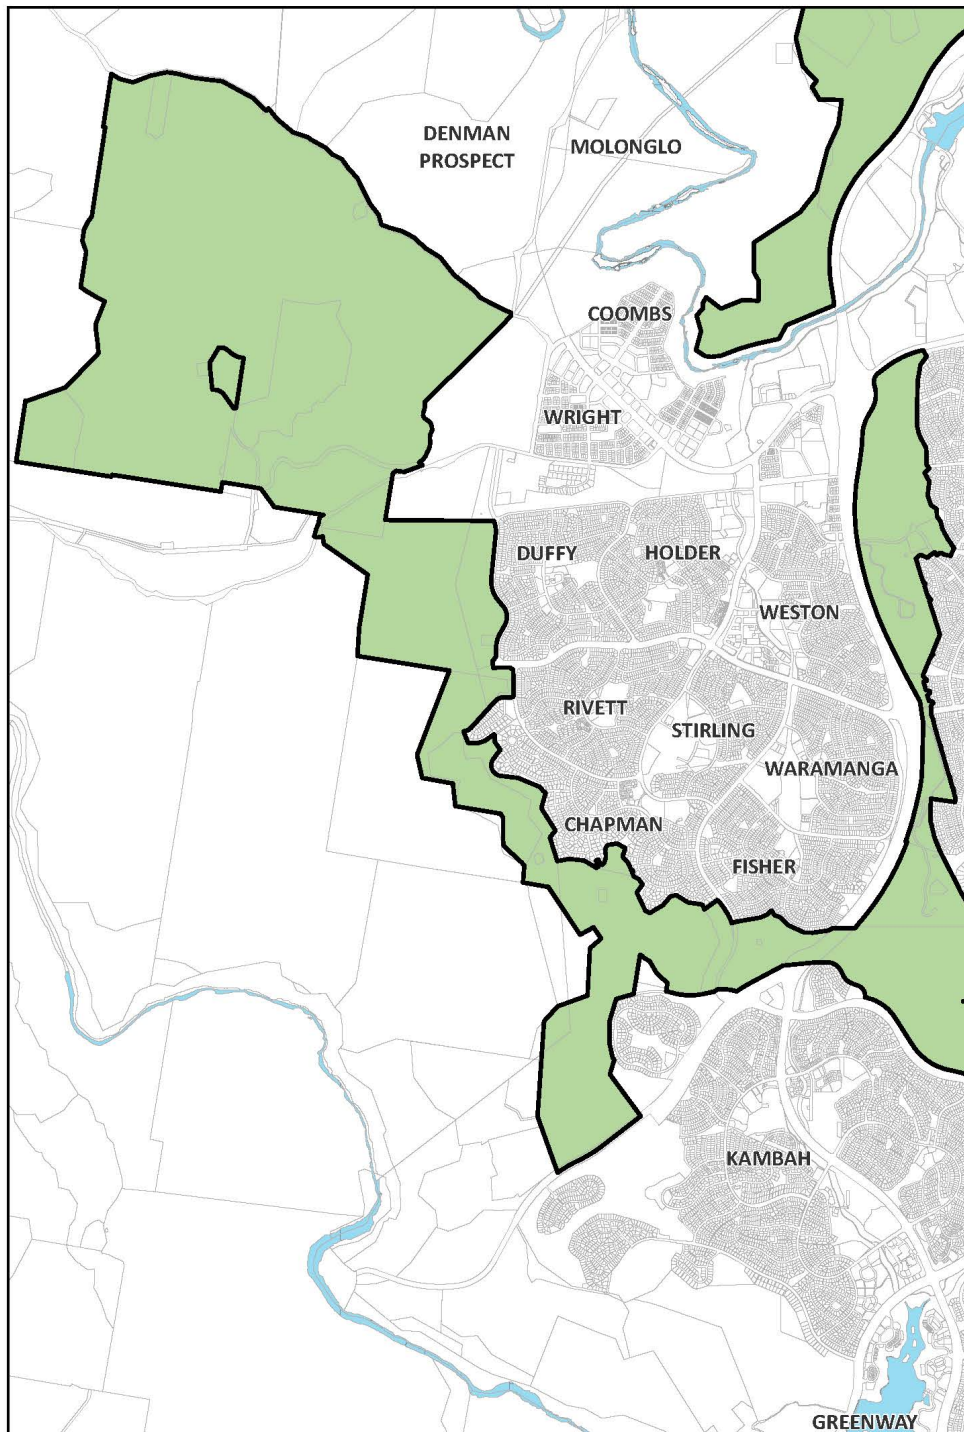 DENMAN
PROSPECT
MOLONGLO
COOMBS
WRIGHT
DUFFY
HOLDER
WESTON
RIVETT
STIRLING
WARAMANGA
CHAPMAN
FISHER
KAMBAH
GREENWAY